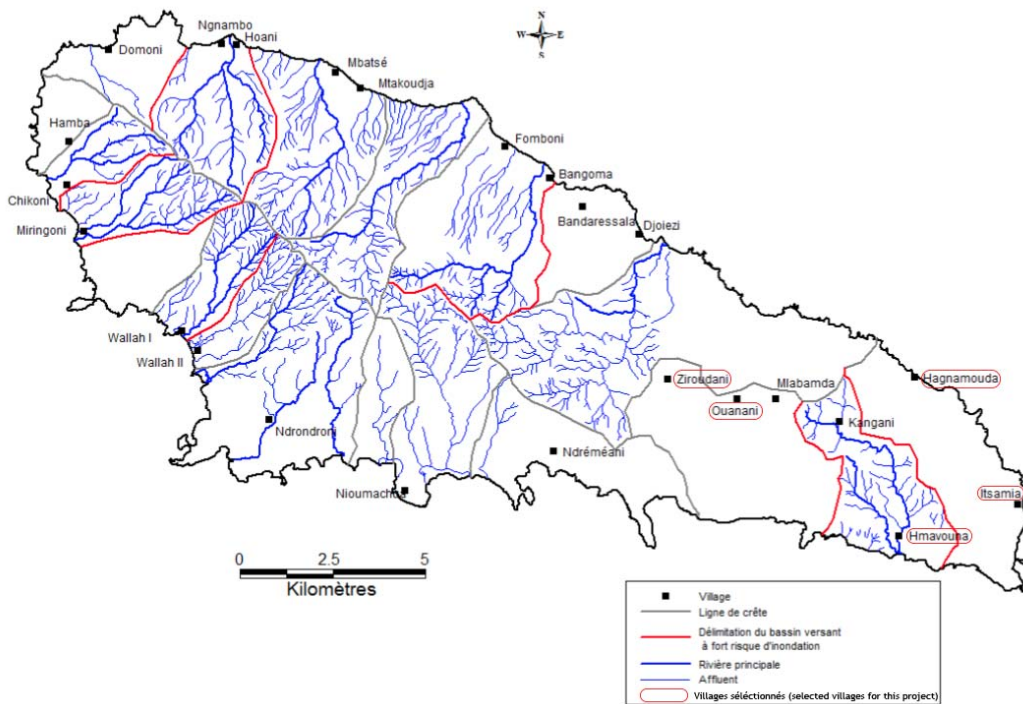 N
W E
S
Ngnambo
Hoani
Domoni
Mbatsé
Mtakoudja
Hamba
Fomboni
Bangoma
Chikoni
Bandaressala
Djoiezi
Miringoni
Wallah I
Wallah II
Ziroudani
Mlabamda
Hagnamouda
Ouanani
Kangani
Ndrondroni
Ndréméani
Nioumachoa
Itsamia
Hmavouna
0 2.5 5
Kilomètres
Village
Ligne de crête
Délimitation du bassin versant
à fort risque d'inondation
Rivière principale
Affluent
Villages séléctionnés (selected villages for this project)